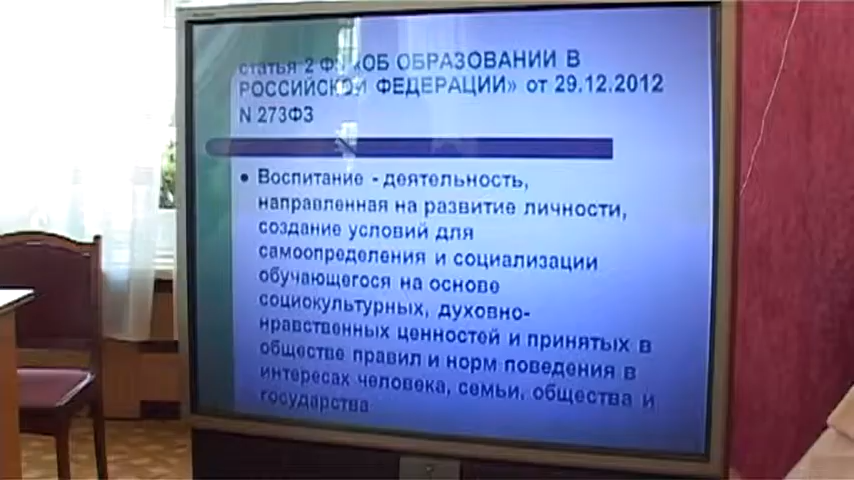 статья 2 ФЗ «ОБ ОБРАЗОВАНИИ В
РОССИЙСКОЙ ФЕДЕРАЦИИ» от 29.12.2012
N 273ФЗ
• Воспитание - деятельность,
направленная на развитие личности,
создание условий для
самоопределения и социализации
обучающегося на основе
социокультурных, духовно-
нравственных ценностей и принятых в
обществе правил и норм поведения в
интересах человека, семьи, общества и
государства